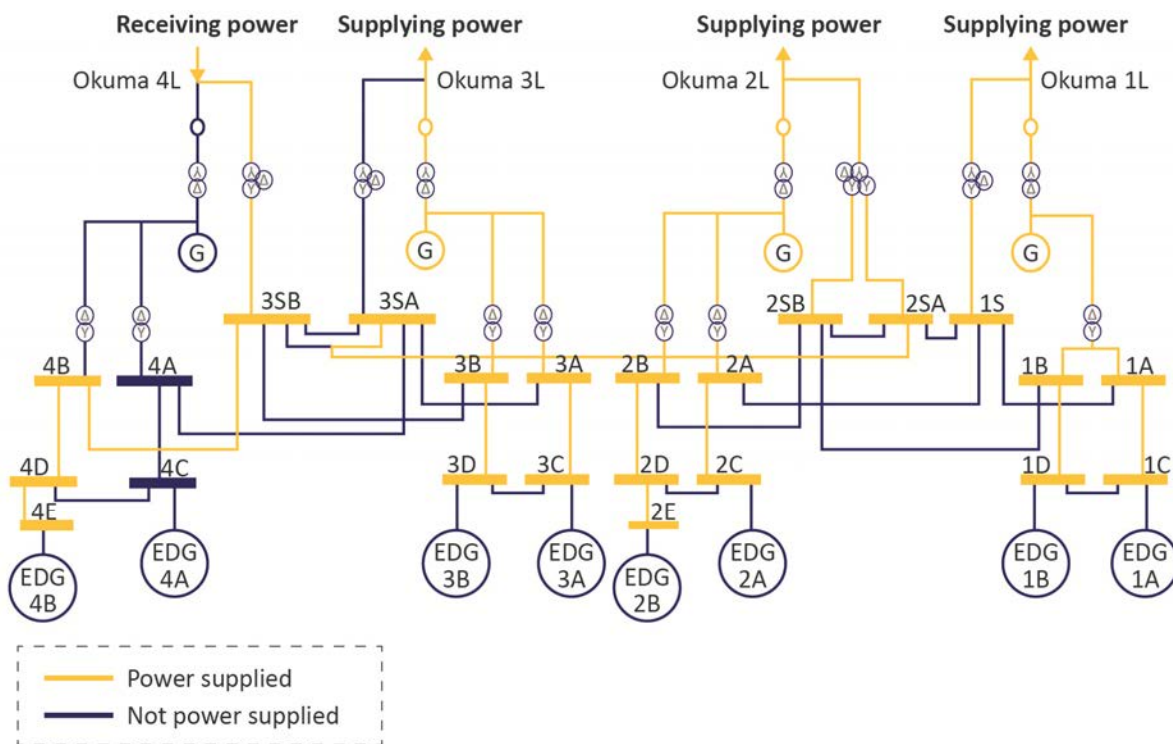 Receiving power
Supplying power
Supplying power
Supplying power
Okuma 4L
Okuma 3L
Okuma 2L
Okuma 1L
Y
Δ
Y
Δ
Y
Y
Δ
Y
Y
Δ
Y
Δ
Δ
Y
Y
Y
Y
Δ
Y
Y
Δ
G
G
G
G
3SB
3SA
2SB
2SA
1S
Δ
Y
Δ
Y
Δ
Y
Δ
Y
Δ
Y
Δ
Y
Δ
Y
4B
4A
3B
3A
2B
2A
1B
1A
4D
4C
3D
3C
2D
2C
1D
1C
4E
2E
EDG
4B
EDG
4A
EDG
3B
EDG
3A
EDG
2B
EDG
2A
EDG
1B
EDG
1A
Power supplied
Not power supplied